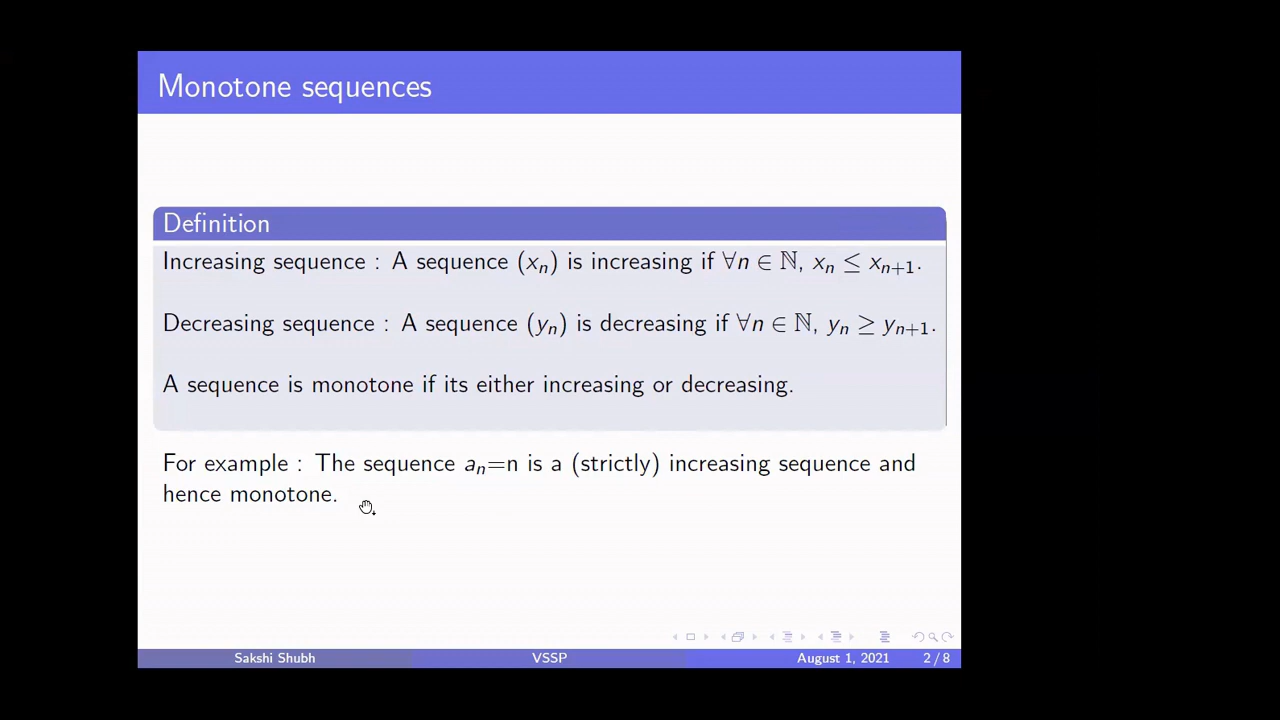 Monotone sequences
Definition
Increasing sequence : A sequence (xₙ) is increasing if ∀n ∈ ℕ, xₙ ≤ xₙ₊₁.
Decreasing sequence : A sequence (yₙ) is decreasing if ∀n ∈ ℕ, yₙ ≥ yₙ₊₁.
A sequence is monotone if its either increasing or decreasing.
For example : The sequence aₙ=n is a (strictly) increasing sequence and
hence monotone.
Sakshi Shubh VSSP August 1, 2021 2 / 8